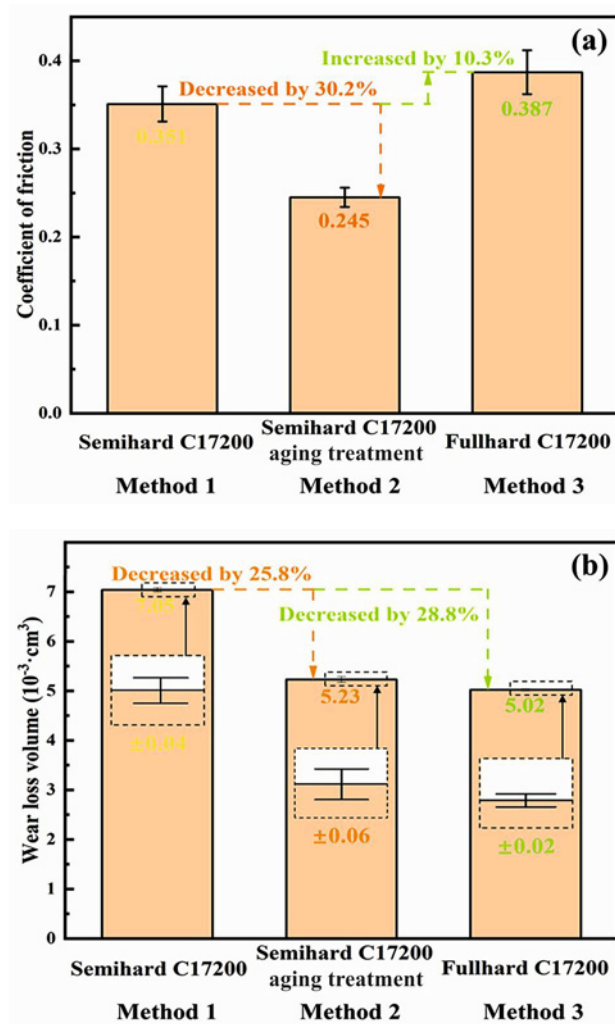 (a)
Increased by 10.3%
Decreased by 30.2%
0.4
0.3
0.2
0.1
0.0
Coefficient of friction
0.351
0.245
0.387
Semihard C17200
Semihard C17200
aging treatment
Fullhard C17200
Method 1
Method 2
Method 3
(b)
Decreased by 25.8%
Decreased by 28.8%
7
6
5
4
3
2
1
0
Wear loss volume (10⁻³·cm³)
7.05
5.23
5.02
±0.04
±0.06
±0.02
Semihard C17200
Semihard C17200
aging treatment
Fullhard C17200
Method 1
Method 2
Method 3